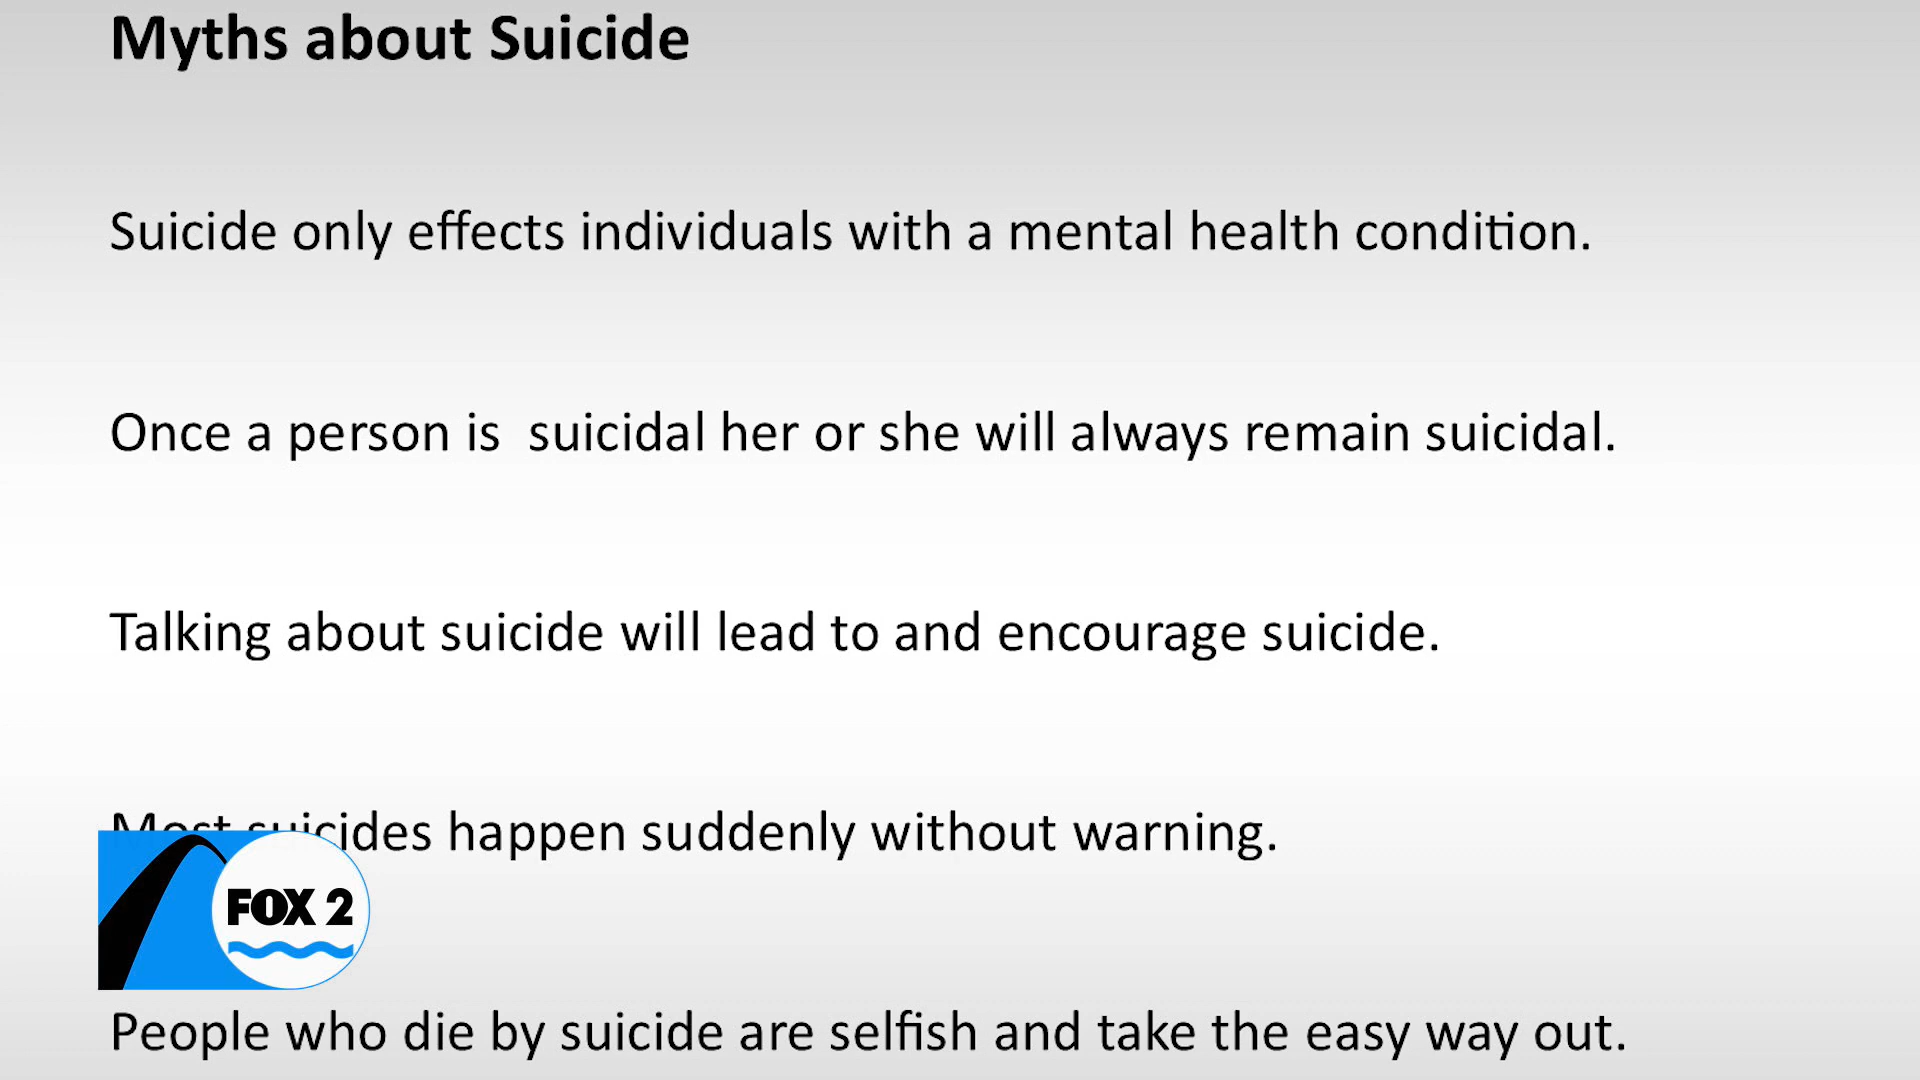 Myths about Suicide
Suicide only effects individuals with a mental health condition.
Once a person is  suicidal her or she will always remain suicidal.
Talking about suicide will lead to and encourage suicide.
Most suicides happen suddenly without warning.
FOX 2
People who die by suicide are selfish and take the easy way out.